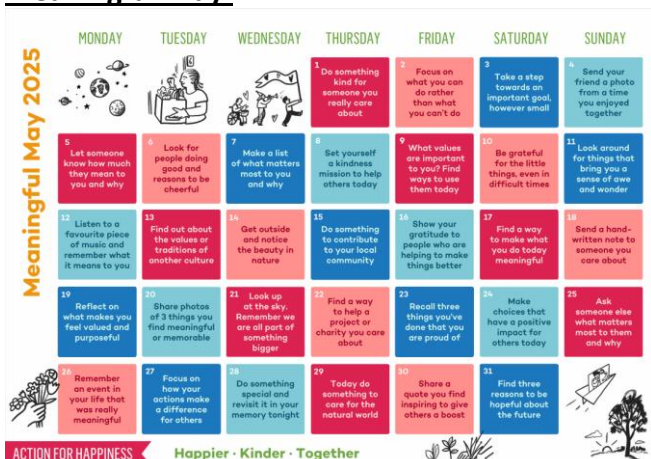 MONDAY TUESDAY WEDNESDAY THURSDAY FRIDAY SATURDAY SUNDAY
Meaningful May 2025
1 Do something
kind for
someone you
really care
about
2 Focus on
what you can
do rather
than what
you can't do
3
Take a step
towards an
important goal,
however small
4 Send your
friend a photo
from a time
you enjoyed
together
5
Let someone
know how much
they mean to
you and why
6 Look for
people doing
good and
reasons to be
cheerful
7
Make a list
of what matters
most to you
and why
8
Set yourself
a kindness
mission to help
others today
9 What values
are important
to you? Find
ways to use
them today
10
Be grateful
for the little
things, even in
difficult times
11
Look around
for things that
bring you a
sense of awe
and wonder
12
Listen to a
favourite piece
of music and
remember what
it means to you
13
Find out about
the values or
traditions of
another culture
14
Get outside
and notice
the beauty in
nature
15
Do something
to contribute
to your local
community
16 Show your
gratitude to
people who are
helping to make
things better
17
Find a way
to make what
you do today
meaningful
18
Send a hand-
written note to
someone you
care about
19
Reflect on
what makes you
feel valued and
purposeful
20
Share photos
of 3 things you
find meaningful
or memorable
21 Look up
at the sky.
Remember we
are all part of
something
bigger
22
Find a way
to help a
project or
charity you care
about
23
Recall three
things you've
done that you
are proud of
24
Make
choices that
have a positive
impact for
others today
25
Ask
someone else
what matters
most to them
and why
26
Remember
an event in
your life that
was really
meaningful
27
Focus on
how your
actions make
a difference
for others
28
Do something
special and
revisit it in your
memory tonight
29
Today do
something to
care for the
natural world
30
Share a
quote you find
inspiring to give
others a boost
31
Find three
reasons to be
hopeful about
the future
ACTION FOR HAPPINESS
Happier · Kinder · Together